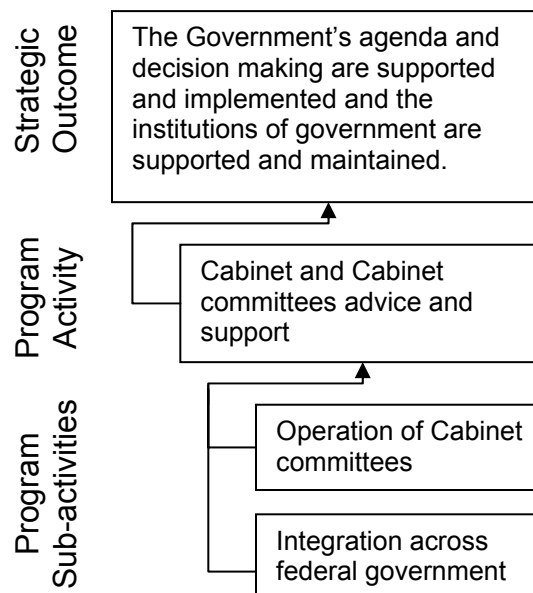 Strategic
Outcome
The Government’s agenda and
decision making are supported
and implemented and the
institutions of government are
supported and maintained.
Program
Activity
Cabinet and Cabinet
committees advice and
support
Program
Sub-activities
Operation of Cabinet
committees
Integration across
federal government